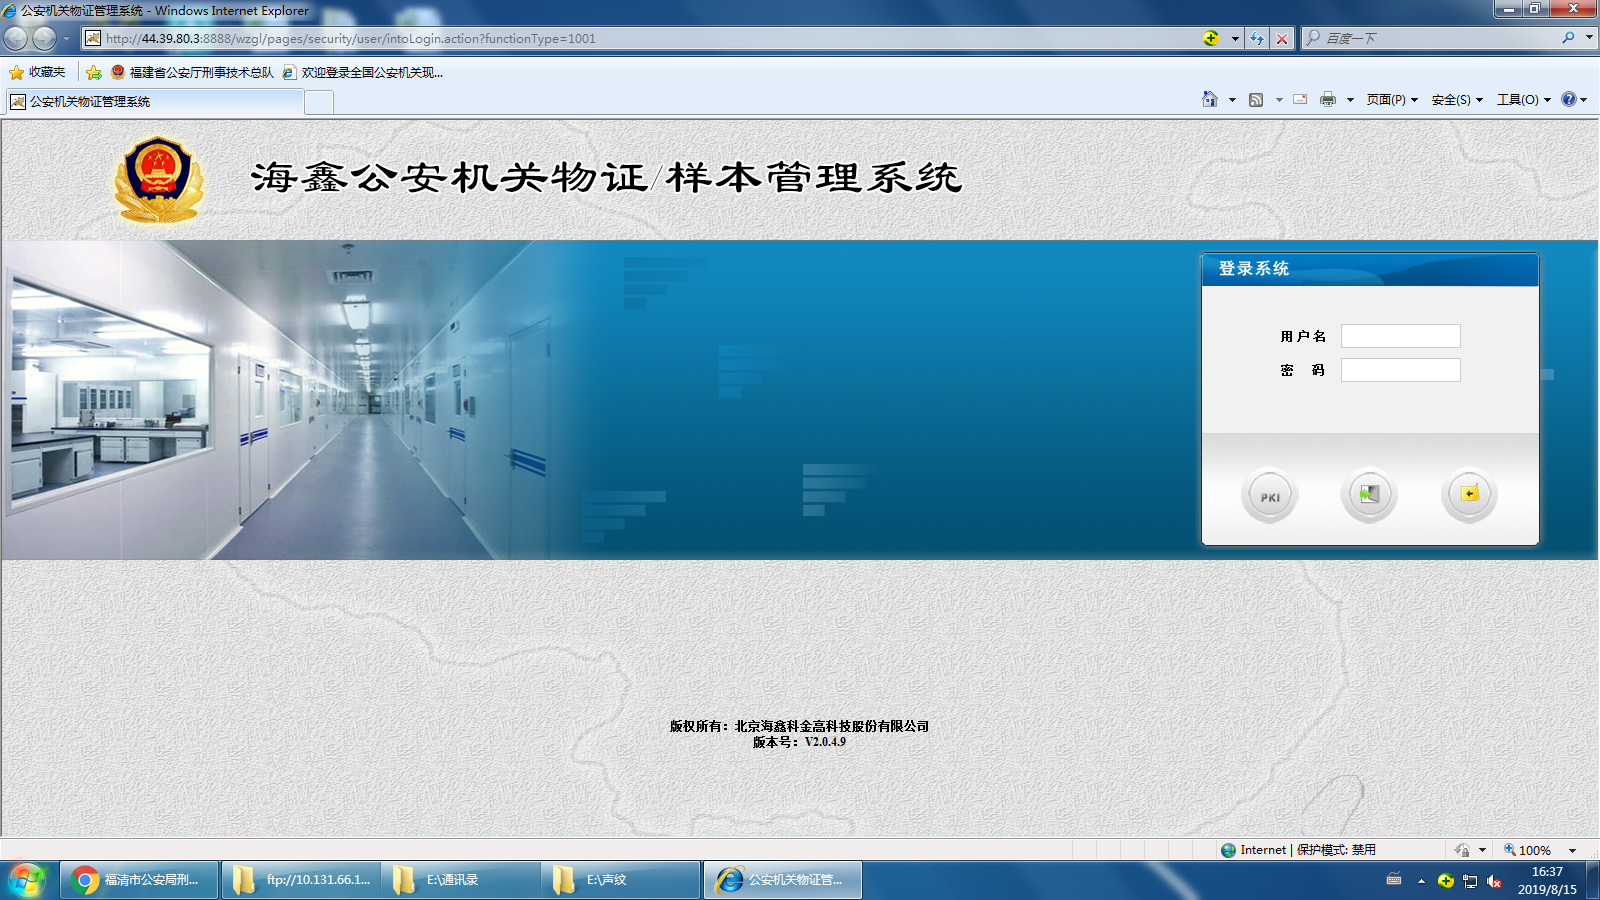 公安机关物证管理系统 - Windows Internet Explorer
http://44.39.80.3:8888/wzgl/pages/security/user/intoLogin.action?functionType=1001
百度一下
收藏夹
福建省公安厅刑事技术总队
欢迎登录全国公安机关现...
公安机关物证管理系统
页面(P)
安全(S)
工具(O)
海鑫公安机关物证/样本管理系统
登录系统
用户名
密 码
PKI
版权所有：北京海鑫科金高科技股份有限公司
版本号：V2.0.4.9
Internet | 保护模式: 禁用
100%
福清市公安局刑...
ftp://10.131.66.1...
E:\通讯录
E:\声纹
公安机关物证管...
16:37
2019/8/15